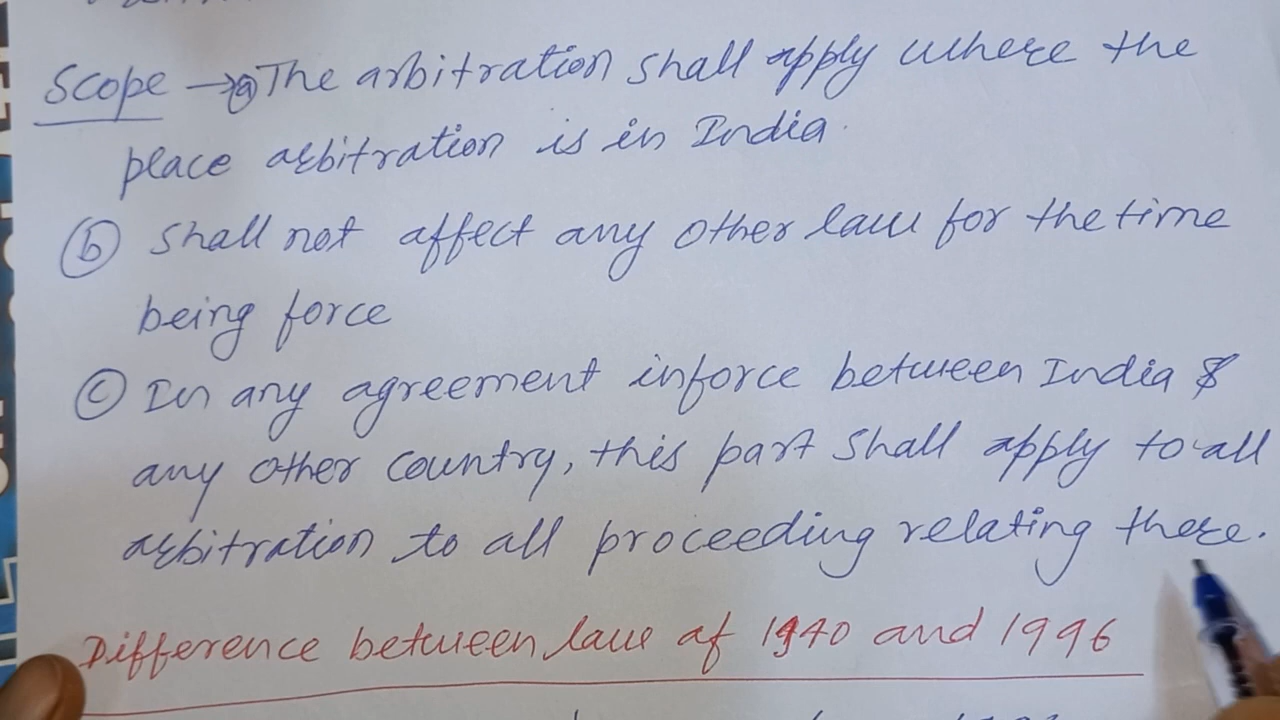 Scope → ⓐ The arbitration shall apply where the
place arbitration is in India.
ⓑ Shall not affect any other law for the time
being force
ⓒ In any agreement inforce between India &
any other country, this part shall apply to all
arbitration to all proceeding relating there.
Difference between law of 1940 and 1996